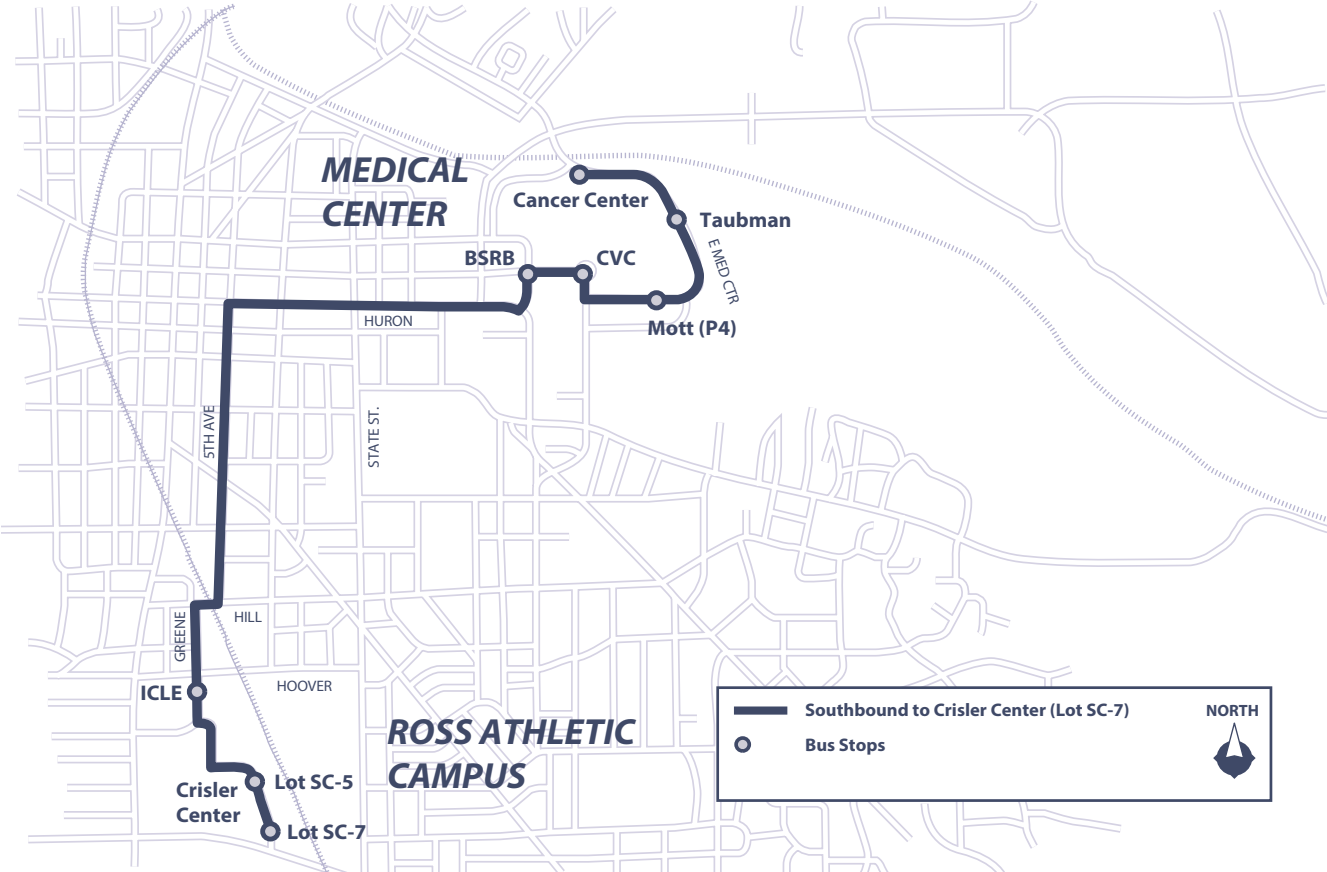 MEDICAL
CENTER
Cancer Center
Taubman
E MED CTR
BSRB
CVC
Mott (P4)
HURON
5TH AVE
STATE ST.
GREENE
HILL
HOOVER
ICLE
ROSS ATHLETIC
CAMPUS
Crisler
Center
Lot SC-5
Lot SC-7
Southbound to Crisler Center (Lot SC-7)
Bus Stops
NORTH